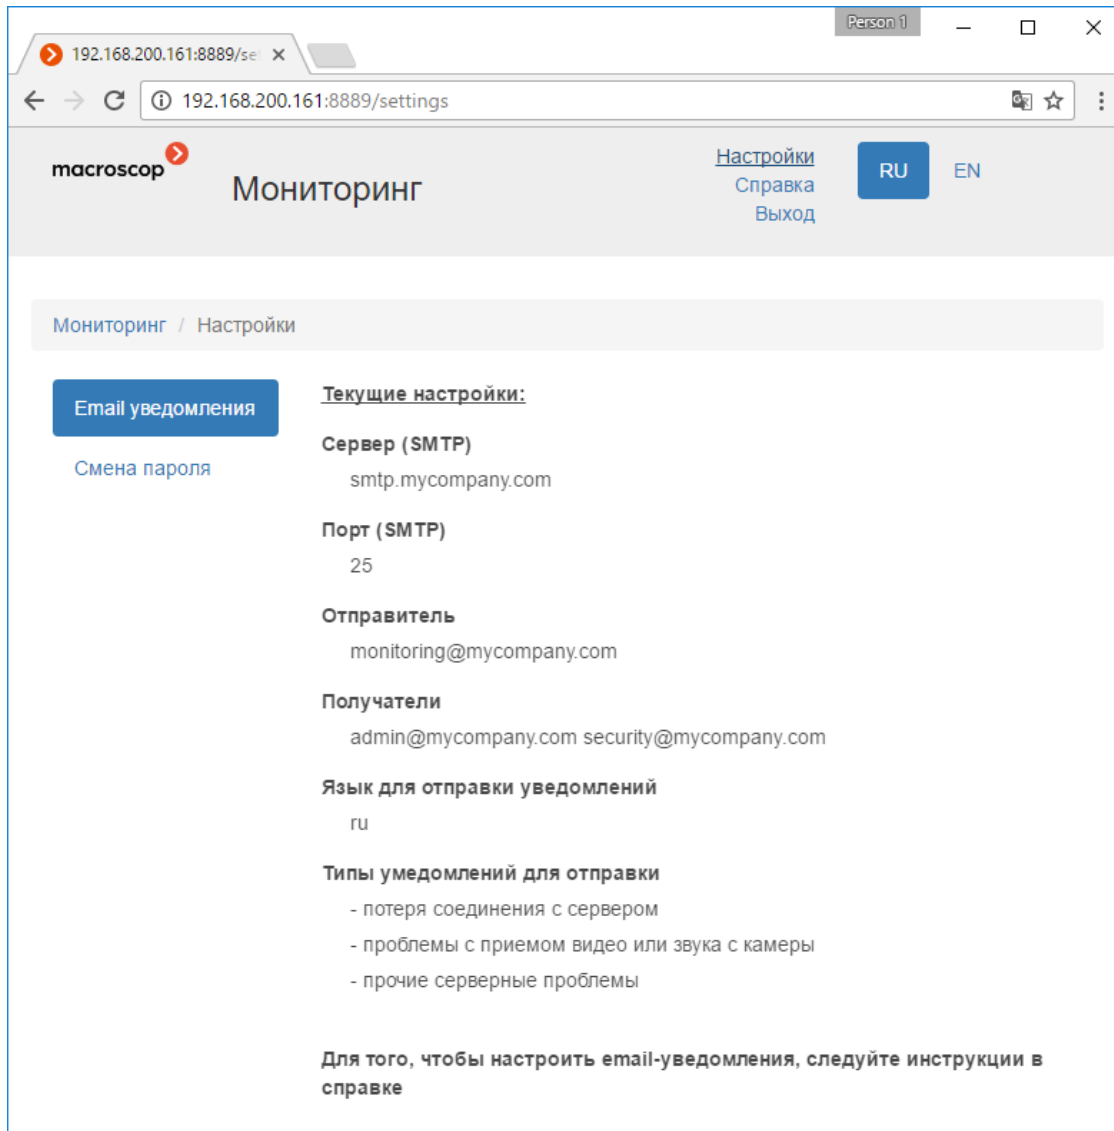 Person 1
192.168.200.161:8889/se
192.168.200.161:8889/settings
macroscop
Мониторинг
Настройки
Справка
Выход
RU
EN
Мониторинг / Настройки
Email уведомления
Смена пароля
Текущие настройки:
Сервер (SMTP)
smtp.mycompany.com
Порт (SMTP)
25
Отправитель
monitoring@mycompany.com
Получатели
admin@mycompany.com security@mycompany.com
Язык для отправки уведомлений
ru
Типы умедомлений для отправки
- потеря соединения с сервером
- проблемы с приемом видео или звука с камеры
- прочие серверные проблемы
Для того, чтобы настроить email-уведомления, следуйте инструкции в
справке